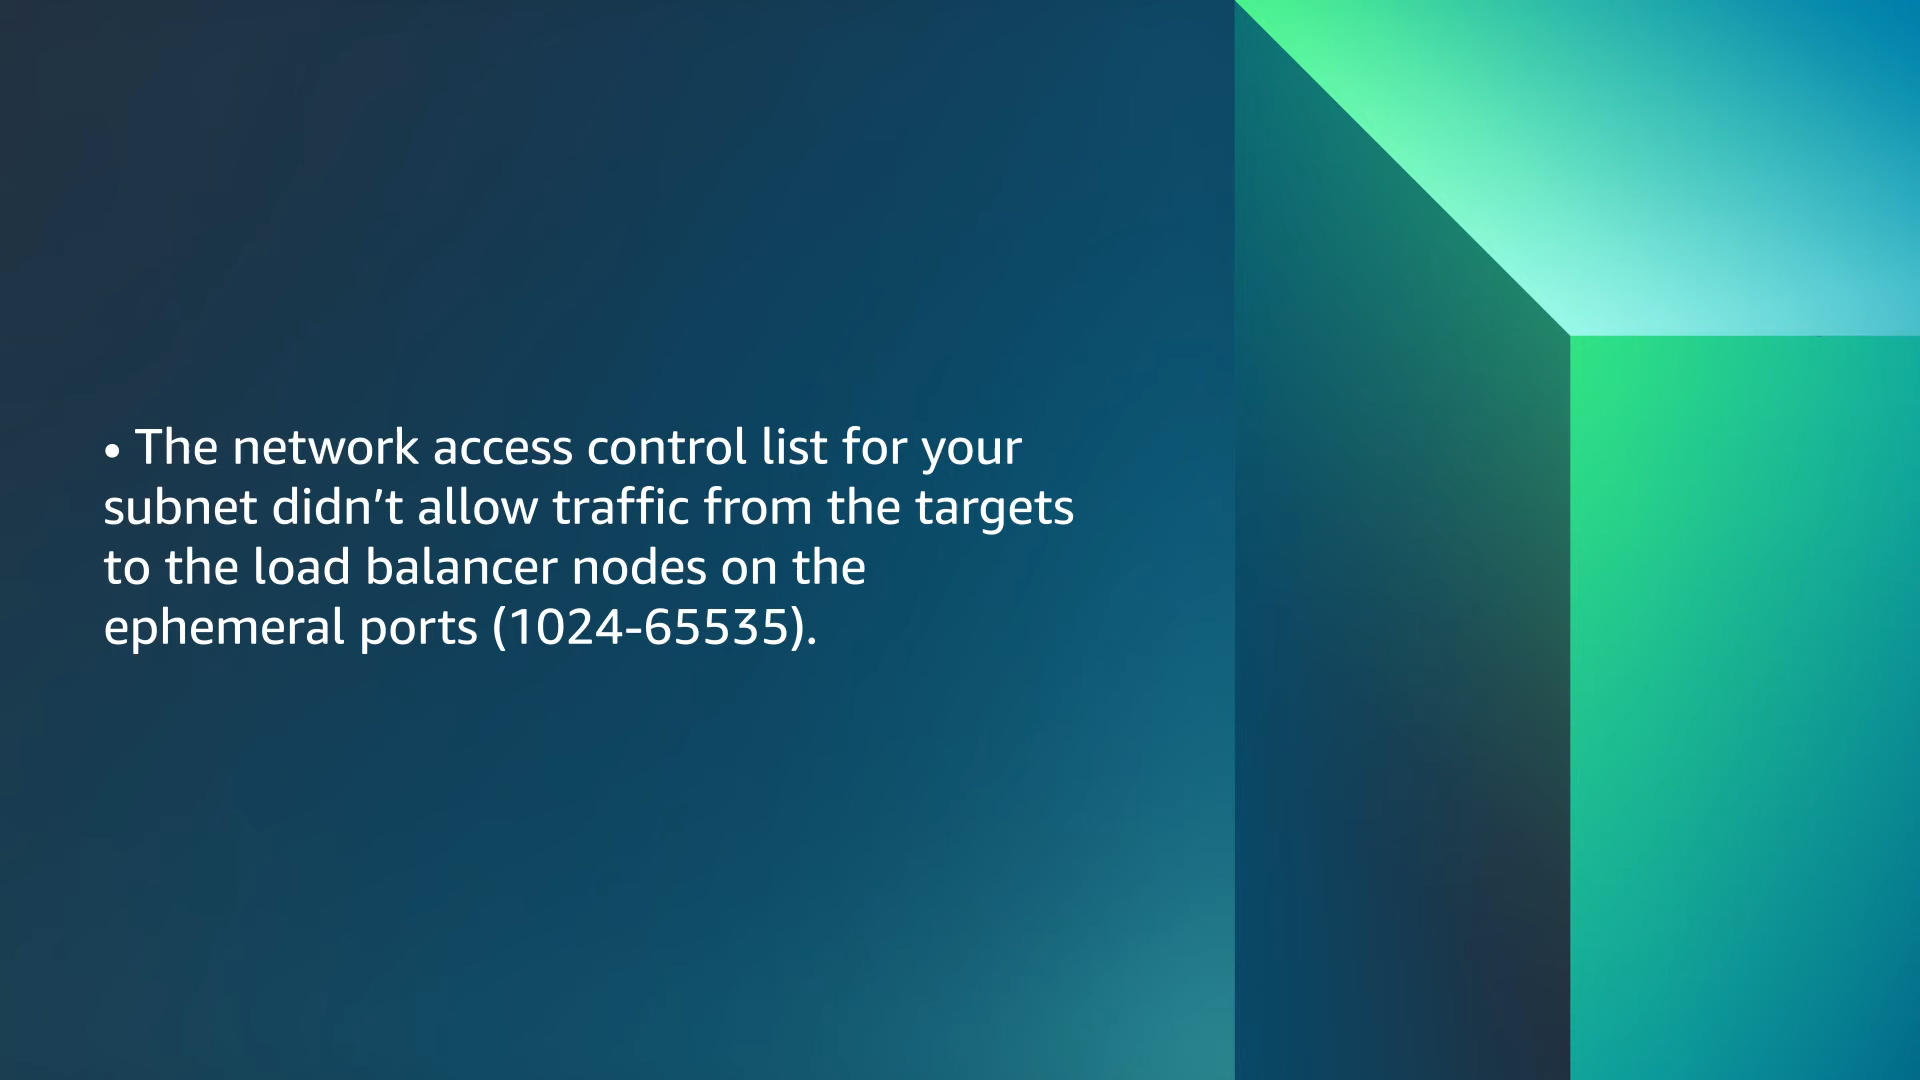 • The network access control list for your
subnet didn’t allow traffic from the targets
to the load balancer nodes on the
ephemeral ports (1024-65535).